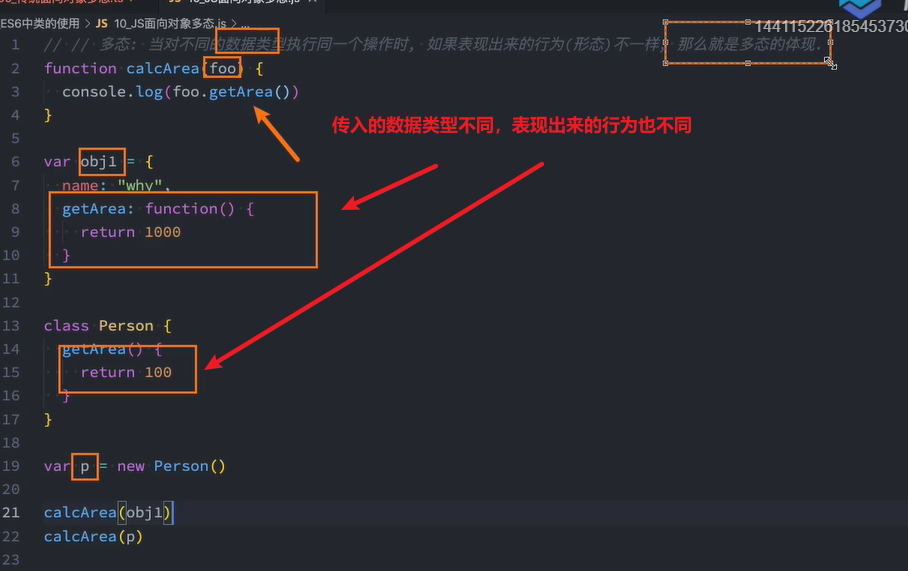 ES6中类的使用 > JS 10_JS面向对象多态.js > ...
144115226185453730
1 // // 多态: 当对不同的数据类型执行同一个操作时, 如果表现出来的行为(形态)不一样, 那么就是多态的体现.
2 function calcArea(foo) {
3 console.log(foo.getArea())
4 }
传入的数据类型不同，表现出来的行为也不同
5
6 var obj1 = {
7 name: "why",
8 getArea: function() {
9 return 1000
10 }
11 }
12
13 class Person {
14 getArea() {
15 return 100
16 }
17 }
18
19 var p = new Person()
20
21 calcArea(obj1)
22 calcArea(p)
23